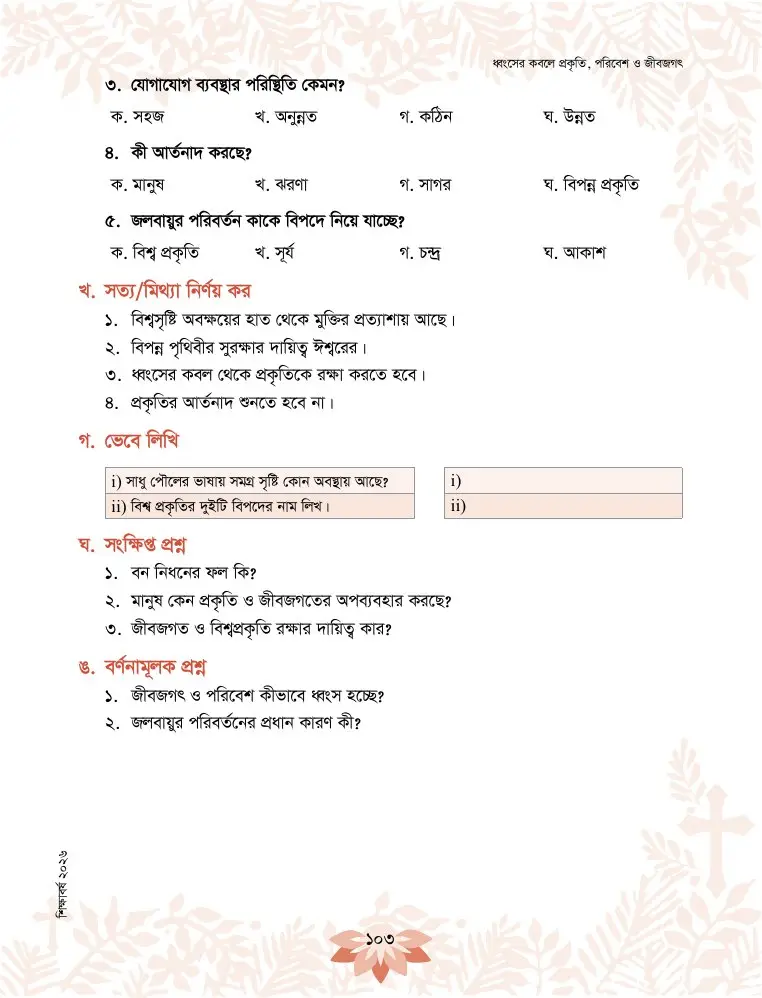 ধ্বংসের কবলে প্রকৃতি, পরিবেশ ও জীবজগৎ
৩. যোগাযোগ ব্যবস্থার পরিস্থিতি কেমন?
ক. সহজ খ. অনুন্নত গ. কঠিন ঘ. উন্নত
৪. কী আর্তনাদ করছে?
ক. মানুষ খ. ঝরণা গ. সাগর ঘ. বিপন্ন প্রকৃতি
৫. জলবায়ুর পরিবর্তন কাকে বিপদে নিয়ে যাচ্ছে?
ক. বিশ্ব প্রকৃতি খ. সূর্য গ. চন্দ্র ঘ. আকাশ
খ. সত্য/মিথ্যা নির্ণয় কর
১. বিশ্বসৃষ্টি অবক্ষয়ের হাত থেকে মুক্তির প্রত্যাশায় আছে।
২. বিপন্ন পৃথিবীর সুরক্ষার দায়িত্ব ঈশ্বরের।
৩. ধ্বংসের কবল থেকে প্রকৃতিকে রক্ষা করতে হবে।
৪. প্রকৃতির আর্তনাদ শুনতে হবে না।
গ. ভেবে লিখি
i) সাধু পৌলের ভাষায় সমগ্র সৃষ্টি কোন অবস্থায় আছে? i)
ii) বিশ্ব প্রকৃতির দুইটি বিপদের নাম লিখ। ii)
ঘ. সংক্ষিপ্ত প্রশ্ন
১. বন নিধনের ফল কি?
২. মানুষ কেন প্রকৃতি ও জীবজগতের অপব্যবহার করছে?
৩. জীবজগত ও বিশ্বপ্রকৃতি রক্ষার দায়িত্ব কার?
ঙ. বর্ণনামূলক প্রশ্ন
১. জীবজগৎ ও পরিবেশ কীভাবে ধ্বংস হচ্ছে?
২. জলবায়ুর পরিবর্তনের প্রধান কারণ কী?
শিক্ষাবর্ষ ২০২৬
১০৩